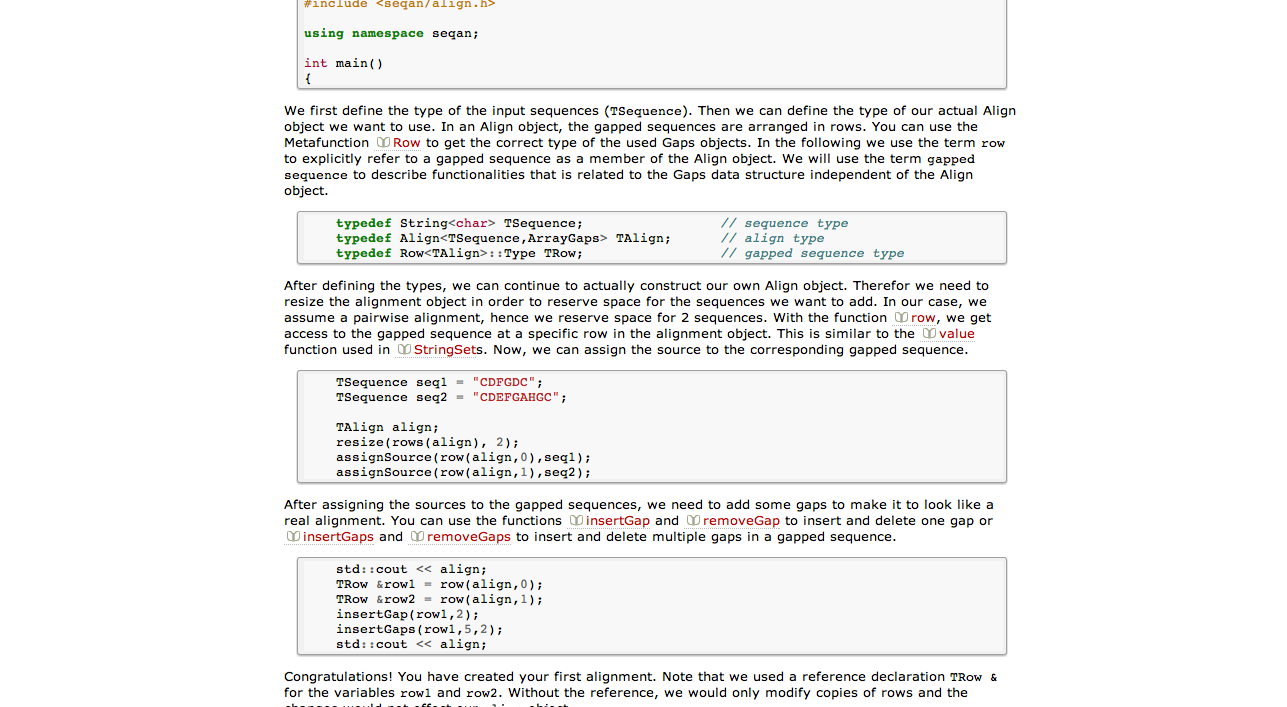 #include <seqan/align.h>
using namespace seqan;
int main()
{
We first define the type of the input sequences (TSequence). Then we can define the type of our actual Align
object we want to use. In an Align object, the gapped sequences are arranged in rows. You can use the
Metafunction Row to get the correct type of the used Gaps objects. In the following we use the term row
to explicitly refer to a gapped sequence as a member of the Align object. We will use the term gapped
sequence to describe functionalities that is related to the Gaps data structure independent of the Align
object.
typedef String<char> TSequence; // sequence type
typedef Align<TSequence,ArrayGaps> TAlign; // align type
typedef Row<TAlign>::Type TRow; // gapped sequence type
After defining the types, we can continue to actually construct our own Align object. Therefor we need to
resize the alignment object in order to reserve space for the sequences we want to add. In our case, we
assume a pairwise alignment, hence we reserve space for 2 sequences. With the function row, we get
access to the gapped sequence at a specific row in the alignment object. This is similar to the value
function used in StringSets. Now, we can assign the source to the corresponding gapped sequence.
TSequence seq1 = "CDFGDC";
TSequence seq2 = "CDEFGAHGC";
TAlign align;
resize(rows(align), 2);
assignSource(row(align,0),seq1);
assignSource(row(align,1),seq2);
After assigning the sources to the gapped sequences, we need to add some gaps to make it to look like a
real alignment. You can use the functions insertGap and removeGap to insert and delete one gap or
insertGaps and removeGaps to insert and delete multiple gaps in a gapped sequence.
std::cout << align;
TRow &row1 = row(align,0);
TRow &row2 = row(align,1);
insertGap(row1,2);
insertGaps(row1,5,2);
std::cout << align;
Congratulations! You have created your first alignment. Note that we used a reference declaration TRow &
for the variables row1 and row2. Without the reference, we would only modify copies of rows and the